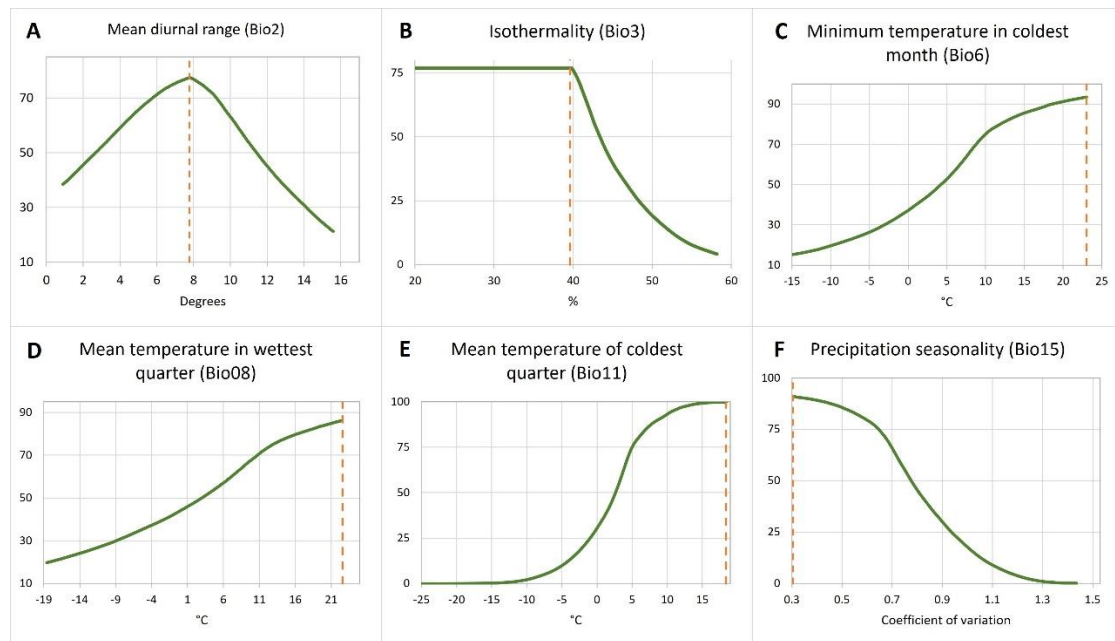 A
Mean diurnal range (Bio2)
70
50
30
10
0 2 4 6 8 10 12 14 16
Degrees
B
Isothermality (Bio3)
75
50
25
0
20 30 40 50 60
%
C
Minimum temperature in coldest
month (Bio6)
90
70
50
30
10
-15 -10 -5 0 5 10 15 20 25
°C
D
Mean temperature in wettest
quarter (Bio08)
90
70
50
30
10
-19 -14 -9 -4 1 6 11 16 21
°C
E
Mean temperature of coldest
quarter (Bio11)
100
75
50
25
0
-25 -20 -15 -10 -5 0 5 10 15
°C
F
Precipitation seasonality (Bio15)
100
75
50
25
0
0.3 0.5 0.7 0.9 1.1 1.3 1.5
Coefficient of variation